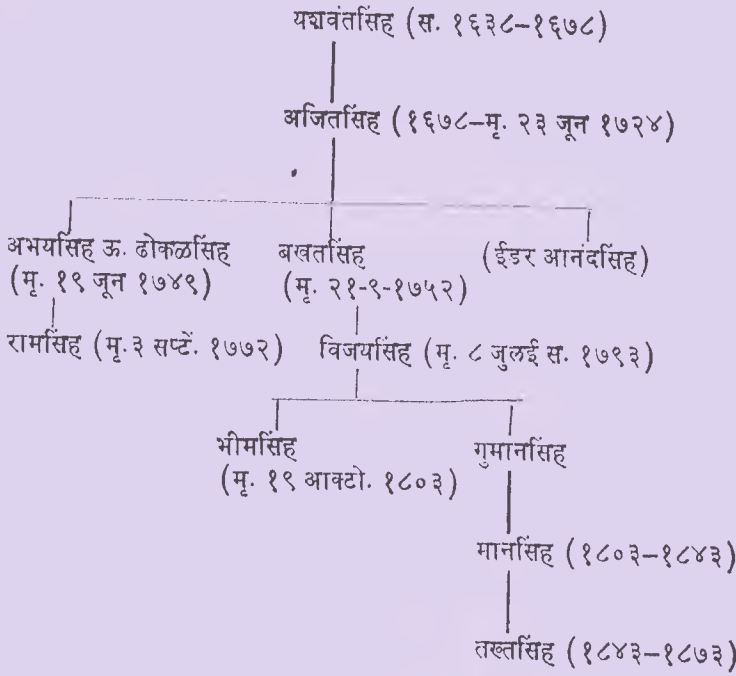 यशवंतसिंह (स. १६३८–१६७८)
अजितसिंह (१६७८–मृ. २३ जून १७२४)
अभयसिंह ऊ. ढोकळसिंह
(मृ. १९ जून १७४९)
बखतसिंह
(मृ. २१-९-१७५२)
(ईडर आनंदसिंह)
रामसिंह (मृ.३ सप्टें. १७७२)
विजयसिंह (मृ. ८ जुलई स. १७९३)
भीमसिंह
(मृ. १९ आक्टो. १८०३)
गुमानसिंह
मानसिंह (१८०३–१८४३)
तख्तसिंह (१८४३–१८७३)